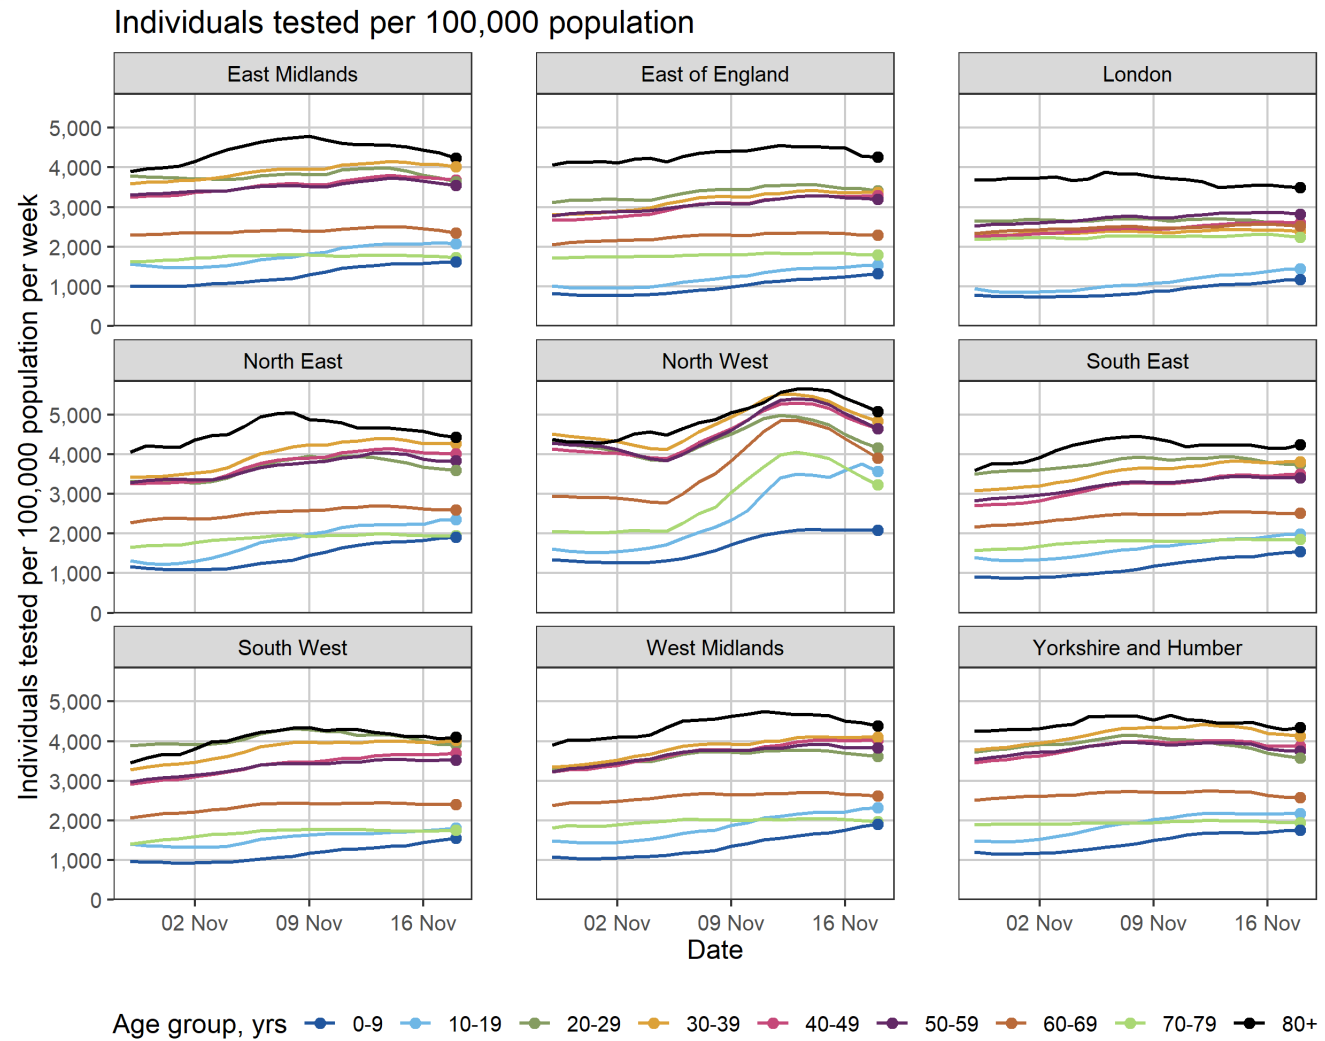 Individuals tested per 100,000 population
East Midlands
East of England
London
5,000
4,000
3,000
2,000
1,000
0
North East
North West
South East
5,000
4,000
3,000
2,000
1,000
0
South West
West Midlands
Yorkshire and Humber
5,000
4,000
3,000
2,000
1,000
0
Individuals tested per 100,000 population per week
02 Nov 09 Nov 16 Nov
02 Nov 09 Nov 16 Nov
02 Nov 09 Nov 16 Nov
Date
Age group, yrs 0-9 10-19 20-29 30-39 40-49 50-59 60-69 70-79 80+